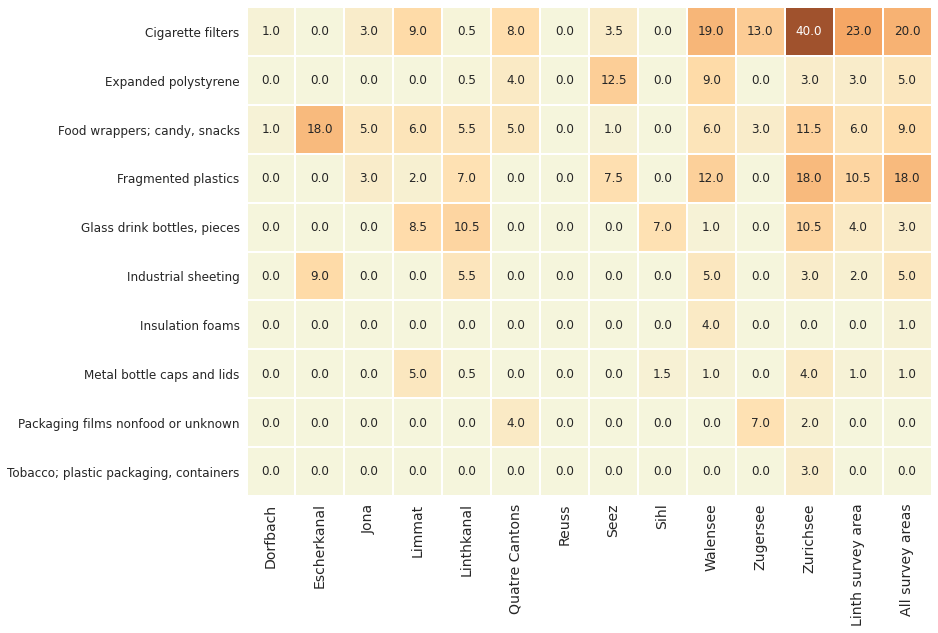 Cigarette filters 1.0 0.0 3.0 9.0 0.5 8.0 0.0 3.5 0.0 19.0 13.0 40.0 23.0 20.0
Expanded polystyrene 0.0 0.0 0.0 0.0 0.5 4.0 0.0 12.5 0.0 9.0 0.0 3.0 3.0 5.0
Food wrappers; candy, snacks 1.0 18.0 5.0 6.0 5.5 5.0 0.0 1.0 0.0 6.0 3.0 11.5 6.0 9.0
Fragmented plastics 0.0 0.0 3.0 2.0 7.0 0.0 0.0 7.5 0.0 12.0 0.0 18.0 10.5 18.0
Glass drink bottles, pieces 0.0 0.0 0.0 8.5 10.5 0.0 0.0 0.0 7.0 1.0 0.0 10.5 4.0 3.0
Industrial sheeting 0.0 9.0 0.0 0.0 5.5 0.0 0.0 0.0 0.0 5.0 0.0 3.0 2.0 5.0
Insulation foams 0.0 0.0 0.0 0.0 0.0 0.0 0.0 0.0 0.0 4.0 0.0 0.0 0.0 1.0
Metal bottle caps and lids 0.0 0.0 0.0 5.0 0.5 0.0 0.0 0.0 1.5 1.0 0.0 4.0 1.0 1.0
Packaging films nonfood or unknown 0.0 0.0 0.0 0.0 0.0 4.0 0.0 0.0 0.0 0.0 7.0 2.0 0.0 0.0
Tobacco; plastic packaging, containers 0.0 0.0 0.0 0.0 0.0 0.0 0.0 0.0 0.0 0.0 0.0 3.0 0.0 0.0
Dorfbach
Escherkanal
Jona
Limmat
Linthkanal
Quatre Cantons
Reuss
Seez
Sihl
Walensee
Zugersee
Zurichsee
Linth survey area
All survey areas